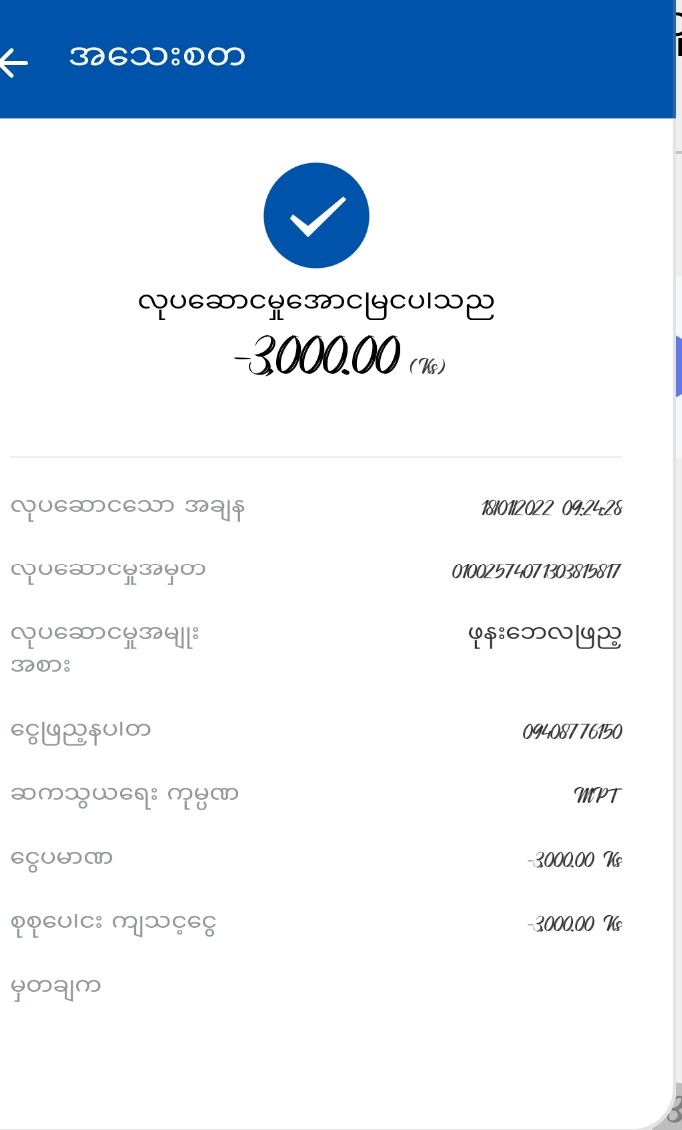 အသေးစတ
လုပဆောငမှုအောငမြငပါသည
-3,000.00 (Ks)
လုပဆောငသော အချန 18/01/2022 09:24:28
လုပဆောငမှုအမှတ 01002574071303815817
လုပဆောငမှုအမျုး ဖုနးဘေလဖြည့
အစား
ငွေဖြည့နပါတ 09408776150
ဆကသွယရေး ကုမ္ပဏ MPT
ငွေပမာဏ -3,000.00 Ks
စုစုပေါငး ကျသင့ငွေ -3,000.00 Ks
မှတချက